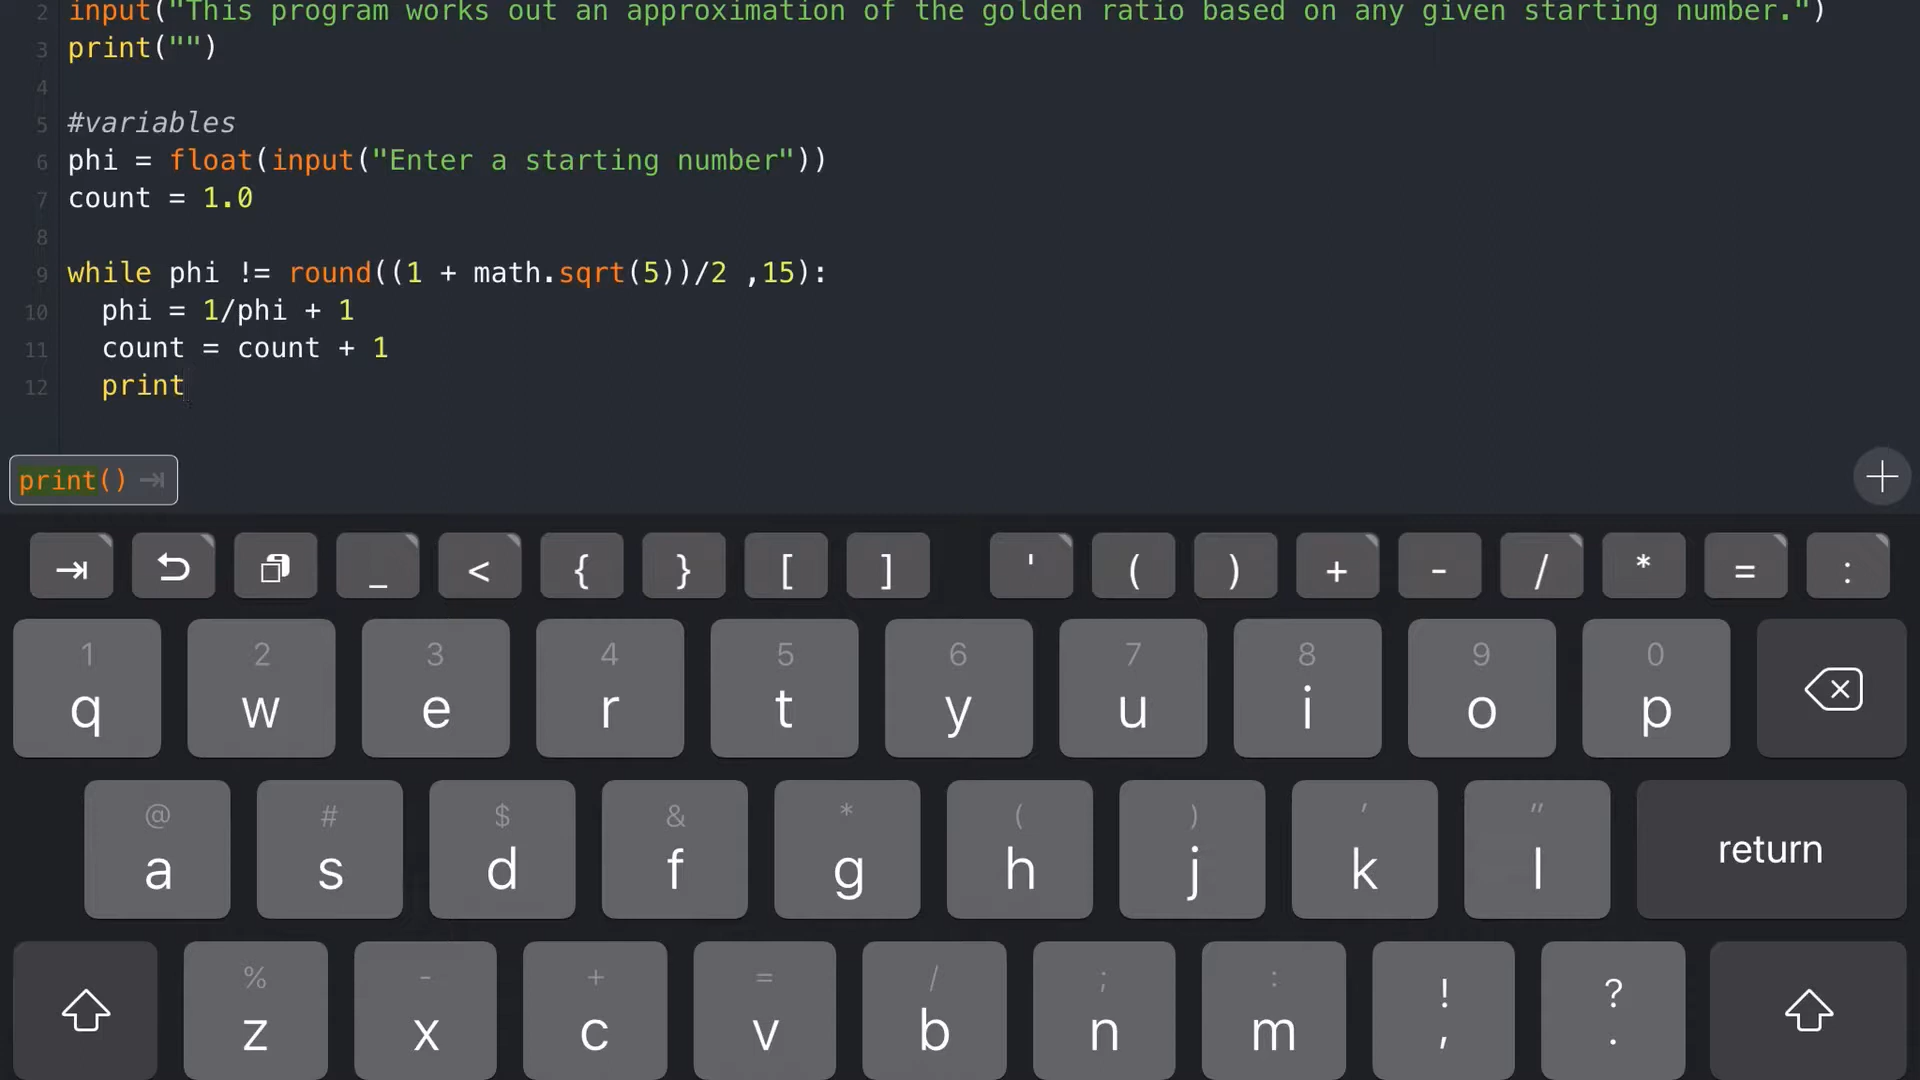 2 input("This program works out an approximation of the golden ratio based on any given starting number.")
3 print("")
4
5 #variables
6 phi = float(input("Enter a starting number"))
7 count = 1.0
8
9 while phi != round((1 + math.sqrt(5))/2 ,15):
10 phi = 1/phi + 1
11 count = count + 1
12 print
print()
_ < { } [ ] ' ( ) + - / * = :
1 2 3 4 5 6 7 8 9 0
q w e r t y u i o p
@ # $ & * ( ) ' "
a s d f g h j k l return
% - + = / ; : ! ?
z x c v b n m , .